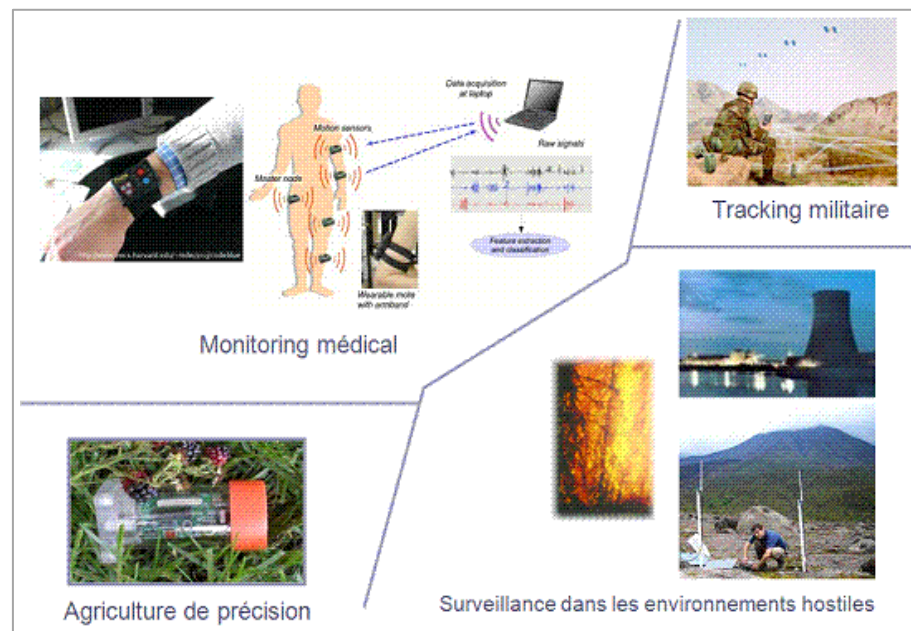 Data acquisition
at laptop
Motion sensors
Raw signals
Master node
Feature extraction
and classification
Wearable mote
with armband
Monitoring médical
Tracking militaire
Agriculture de précision
Surveillance dans les environnements hostiles